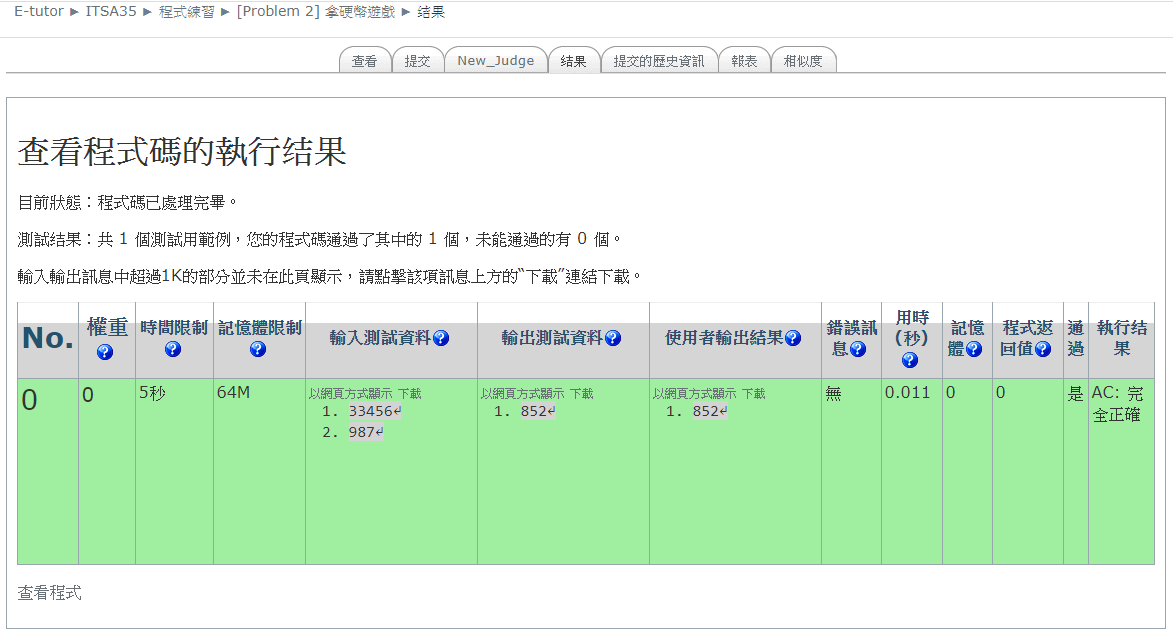 E-tutor ► ITSA35 ► 程式練習 ► [Problem 2] 拿硬幣遊戲 ► 结果
查看 提交 New_Judge 结果 提交的歷史資訊 報表 相似度
查看程式碼的執行结果
目前狀態：程式碼已處理完畢。
測試结果：共 1 個測試用範例，您的程式碼通過了其中的 1 個，未能通過的有 0 個。
輸入輸出訊息中超過1K的部分並未在此頁顯示，請點擊該項訊息上方的“下載”連結下載。
No. 權重 時間限制 記憶體限制 輸入測試資料 輸出測試資料 使用者輸出結果 錯誤訊息 用時(秒) 記憶體 程式返回值 通過 執行结果
0 0 5秒 64M 以網頁方式顯示 下載 以網頁方式顯示 下載 以網頁方式顯示 下載 無 0.011 0 0 是 AC: 完全正確
1. 33456↵ 1. 852↵ 1. 852↵
2. 987↵
查看程式